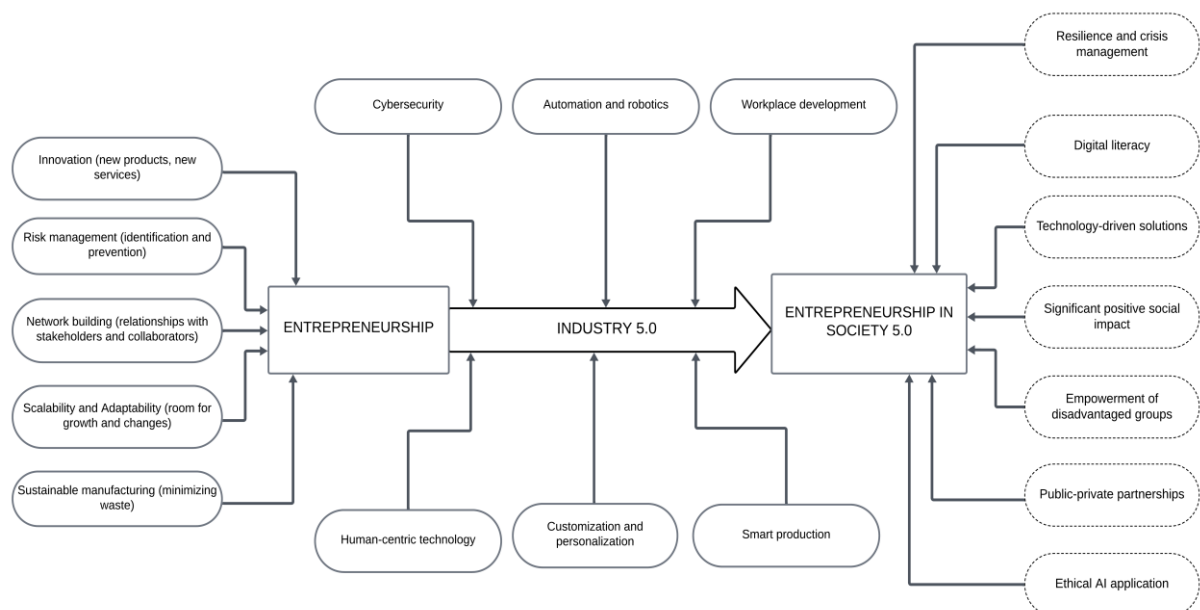 Resilience and crisis
management
Cybersecurity
Automation and robotics
Workplace development
Digital literacy
Innovation (new products, new
services)
Risk management (identification and
prevention)
Technology-driven solutions
Network building (relationships with
stakeholders and collaborators)
ENTREPRENEURSHIP
INDUSTRY 5.0
ENTREPRENEURSHIP IN
SOCIETY 5.0
Significant positive social
impact
Scalability and Adaptability (room for
growth and changes)
Empowerment of
disadvantaged groups
Sustainable manufacturing (minimizing
waste)
Human-centric technology
Customization and
personalization
Smart production
Public-private partnerships
Ethical AI application